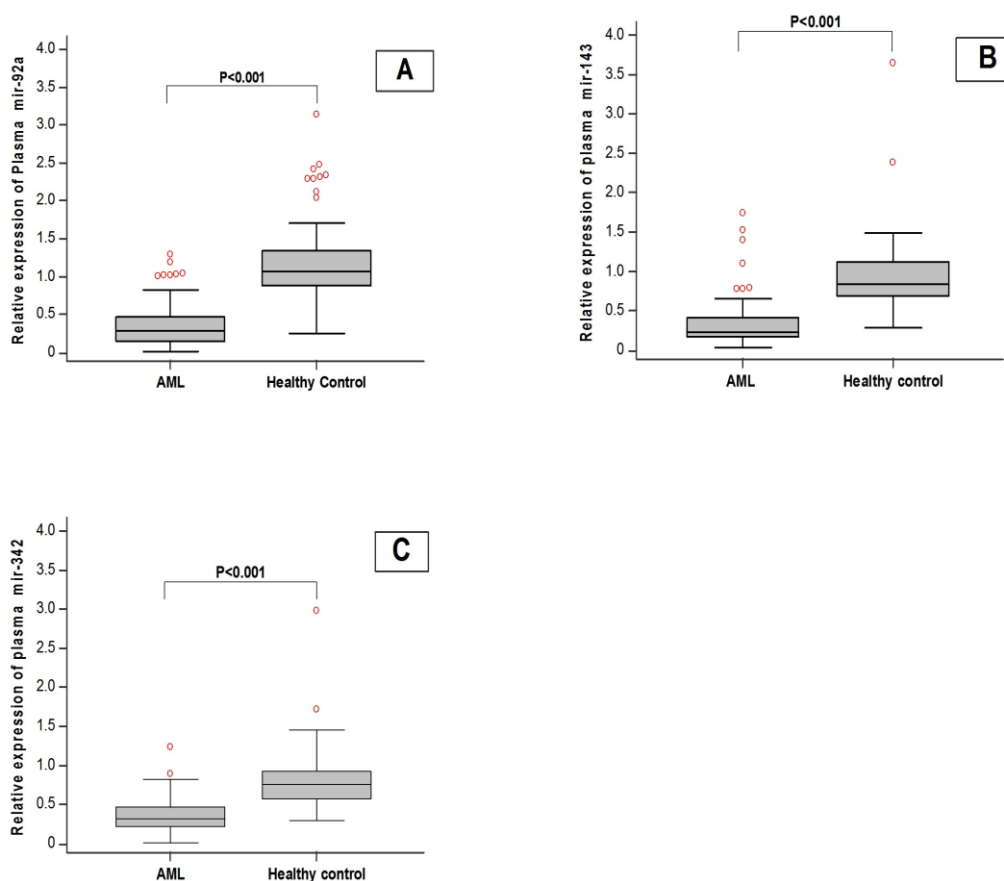 A
P<0.001
Relative expression of Plasma mir-92a
4.0
3.5
3.0
2.5
2.0
1.5
1.0
0.5
0
AML Healthy Control
B
P<0.001
Relative expression of plasma mir-143
4.0
3.5
3.0
2.5
2.0
1.5
1.0
0.5
0
AML Healthy control
C
P<0.001
Relative expression of plasma mir-342
4.0
3.5
3.0
2.5
2.0
1.5
1.0
0.5
0
AML Healthy control